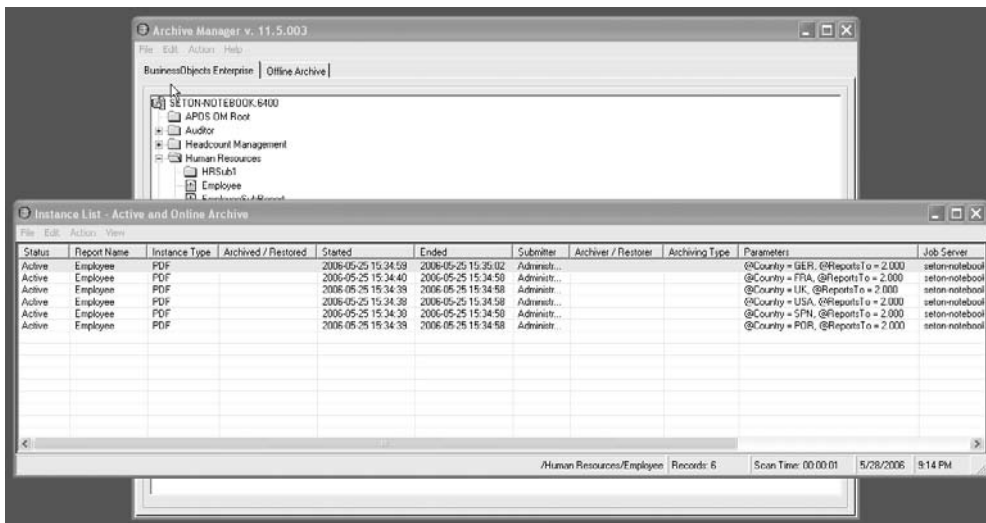 Archive Manager v. 11.5.003
File Edit Action Help
BusinessObjects Enterprise Offline Archive
SETON-NOTEBOOK:6400
APOS OM Root
Auditor
Headcount Management
Human Resources
HRSub1
Employee
EmployeeSubReport
Instance List - Active and Online Archive
File Edit Action View
Status Report Name Instance Type Archived / Restored Started Ended Submitter Archiver / Restorer Archiving Type Parameters Job Server
Active Employee PDF 2006-05-25 15:34:59 2006-05-25 15:35:02 Administr... @Country = GER, @ReportsTo = 2.000 seton-notebook
Active Employee PDF 2006-05-25 15:34:40 2006-05-25 15:34:58 Administr... @Country = FRA, @ReportsTo = 2.000 seton-notebook
Active Employee PDF 2006-05-25 15:34:39 2006-05-25 15:34:58 Administr... @Country = UK, @ReportsTo = 2.000 seton-notebook
Active Employee PDF 2006-05-25 15:34:38 2006-05-25 15:34:58 Administr... @Country = USA, @ReportsTo = 2.000 seton-notebook
Active Employee PDF 2006-05-25 15:34:38 2006-05-25 15:34:58 Administr... @Country = SPN, @ReportsTo = 2.000 seton-notebook
Active Employee PDF 2006-05-25 15:34:39 2006-05-25 15:34:58 Administr... @Country = POR, @ReportsTo = 2.000 seton-notebook
/Human Resources/Employee Records: 6 Scan Time: 00:00:01 5/28/2006 9:14 PM